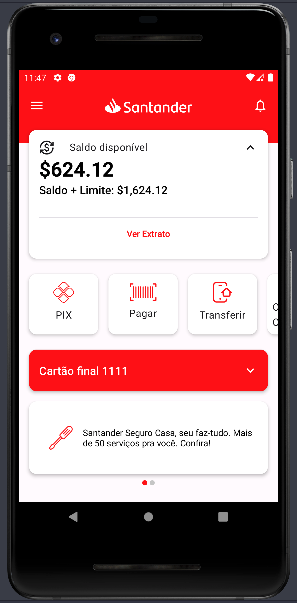 11:47
Santander
Saldo disponível
$624.12
Saldo + Limite: $1,624.12
Ver Extrato
PIX
Pagar
Transferir
Cartão final 1111
Santander Seguro Casa, seu faz-tudo. Mais
de 50 serviços pra você. Confira!